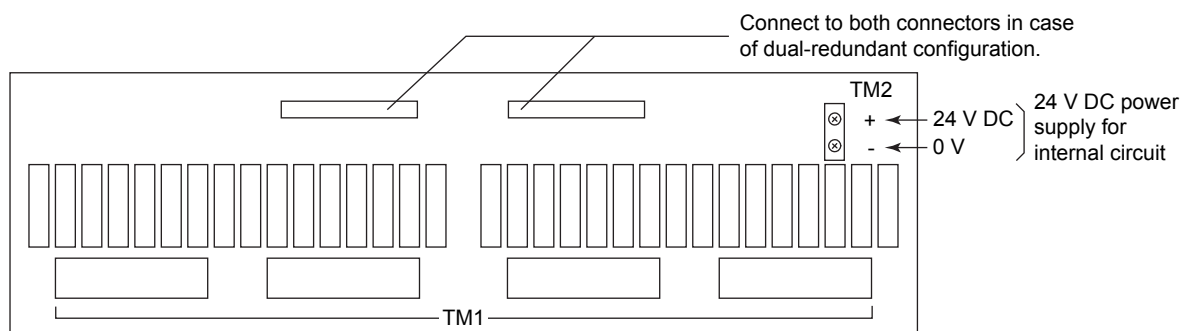 Connect to both connectors in case
of dual-redundant configuration.
TM2
+
24 V DC
-
0 V
24 V DC power
supply for
internal circuit
TM1